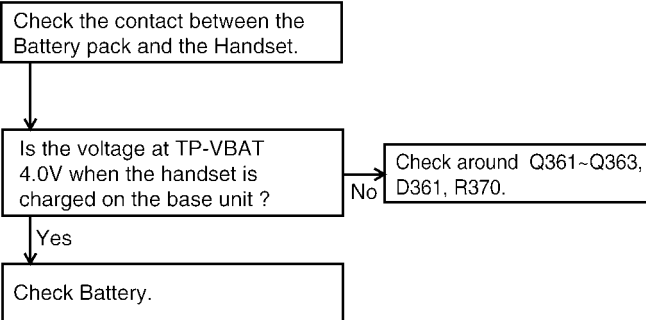 Check the contact between the
Battery pack and the Handset.
Is the voltage at TP-VBAT
4.0V when the handset is
charged on the base unit ?
No
Check around Q361~Q363,
D361, R370.
Yes
Check Battery.